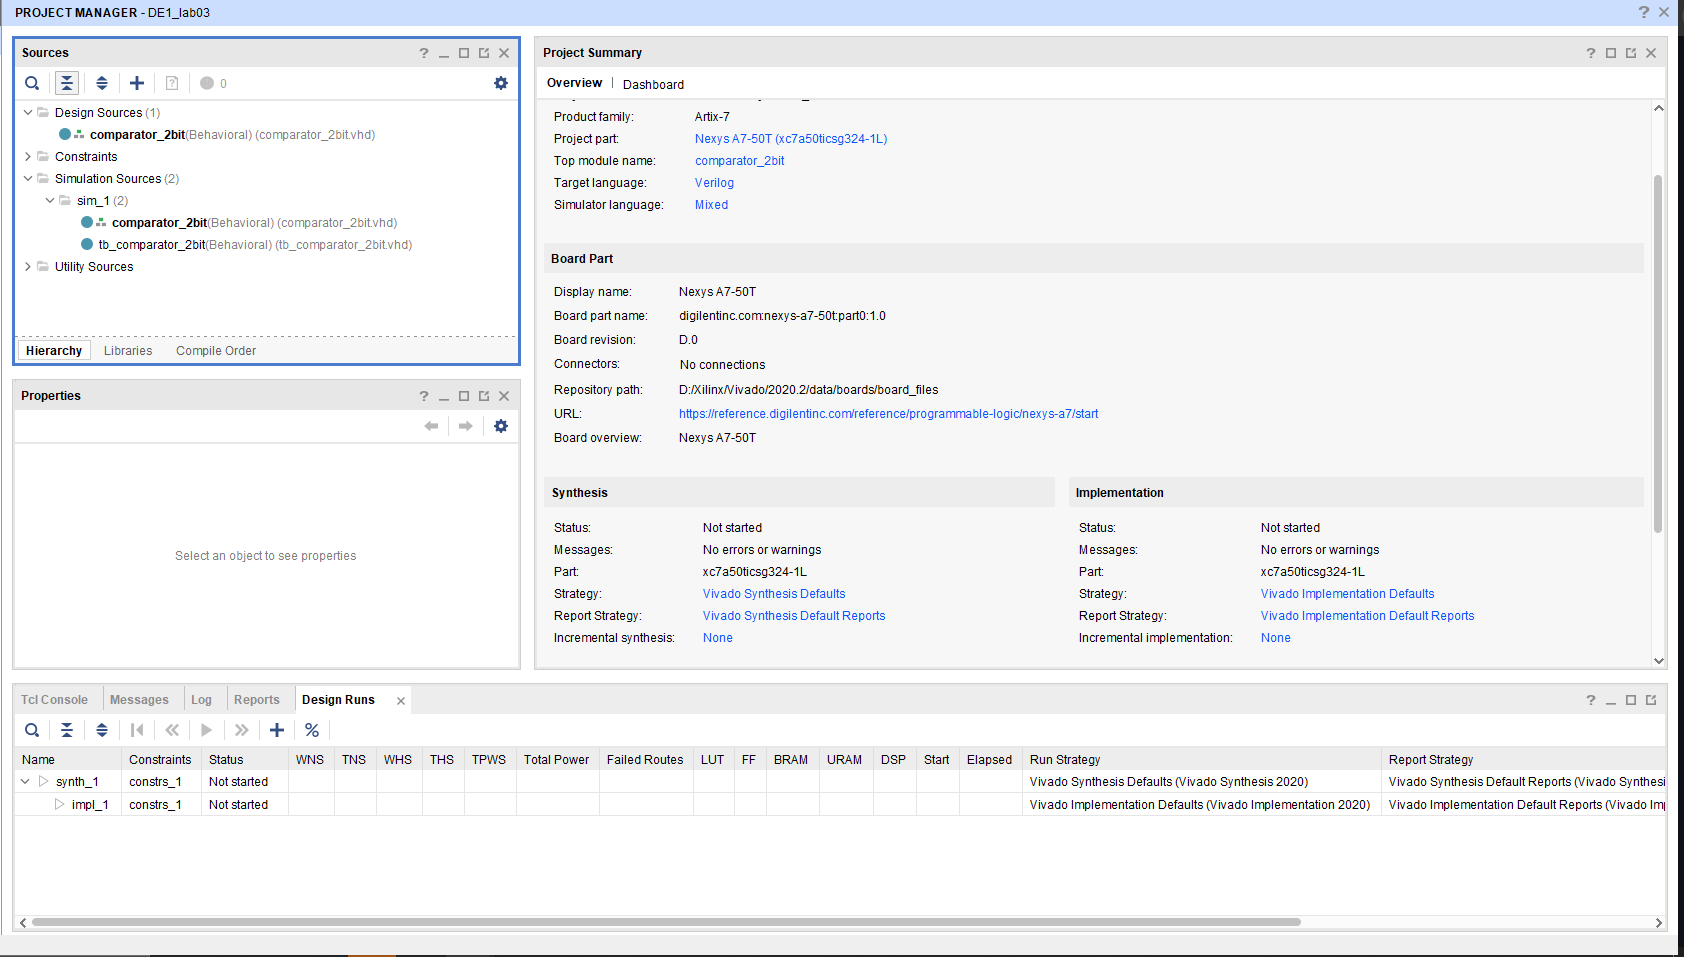 PROJECT MANAGER - DE1_lab03
Sources
0
Design Sources (1)
comparator_2bit(Behavioral) (comparator_2bit.vhd)
Constraints
Simulation Sources (2)
sim_1 (2)
comparator_2bit(Behavioral) (comparator_2bit.vhd)
tb_comparator_2bit(Behavioral) (tb_comparator_2bit.vhd)
Utility Sources
Hierarchy Libraries Compile Order
Properties
Select an object to see properties
Project Summary
Overview | Dashboard
Product family: Artix-7
Project part: Nexys A7-50T (xc7a50ticsg324-1L)
Top module name: comparator_2bit
Target language: Verilog
Simulator language: Mixed
Board Part
Display name: Nexys A7-50T
Board part name: digilentinc.com:nexys-a7-50t:part0:1.0
Board revision: D.0
Connectors: No connections
Repository path: D:/Xilinx/Vivado/2020.2/data/boards/board_files
URL: https://reference.digilentinc.com/reference/programmable-logic/nexys-a7/start
Board overview: Nexys A7-50T
Synthesis
Status: Not started
Messages: No errors or warnings
Part: xc7a50ticsg324-1L
Strategy: Vivado Synthesis Defaults
Report Strategy: Vivado Synthesis Default Reports
Incremental synthesis: None
Implementation
Status: Not started
Messages: No errors or warnings
Part: xc7a50ticsg324-1L
Strategy: Vivado Implementation Defaults
Report Strategy: Vivado Implementation Default Reports
Incremental implementation: None
Tcl Console Messages Log Reports Design Runs
Name Constraints Status WNS TNS WHS THS TPWS Total Power Failed Routes LUT FF BRAM URAM DSP Start Elapsed Run Strategy Report Strategy
synth_1 constrs_1 Not started Vivado Synthesis Defaults (Vivado Synthesis 2020) Vivado Synthesis Default Reports (Vivado Synthesi
impl_1 constrs_1 Not started Vivado Implementation Defaults (Vivado Implementation 2020) Vivado Implementation Default Reports (Vivado Im